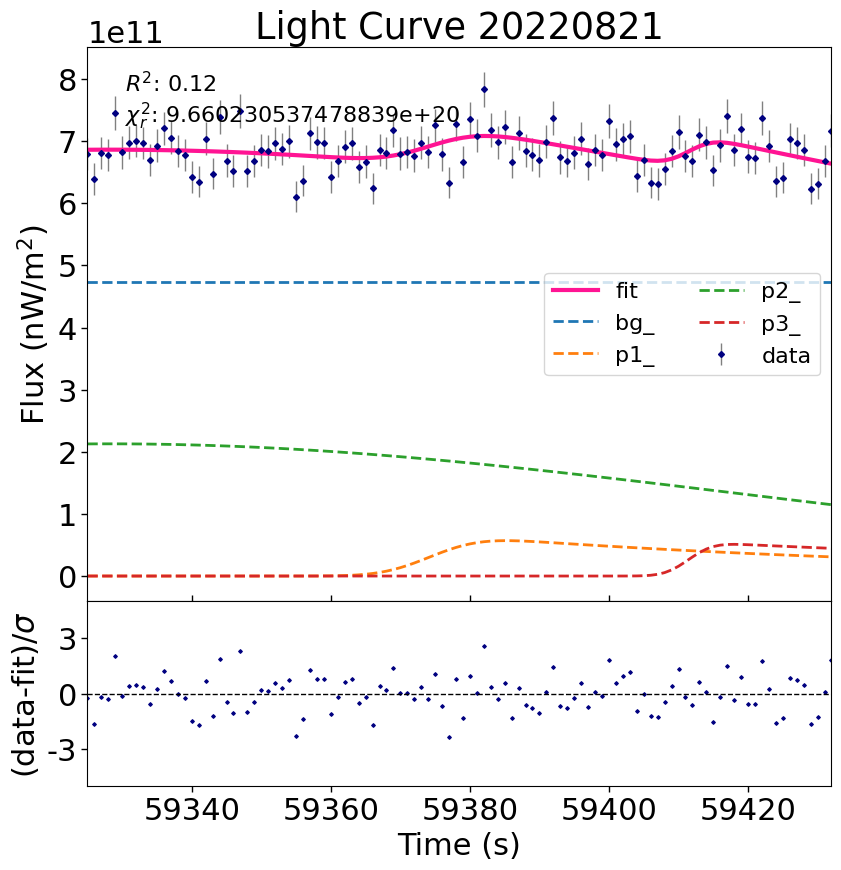 Light Curve 20220821
1e11
R²: 0.12
χ²ᵣ: 9.660230537478839e+20
Flux (nW/m²)
8
7
6
5
4
3
2
1
0
fit
bg_
p1_
p2_
p3_
data
(data-fit)/σ
3
0
-3
59340 59360 59380 59400 59420
Time (s)